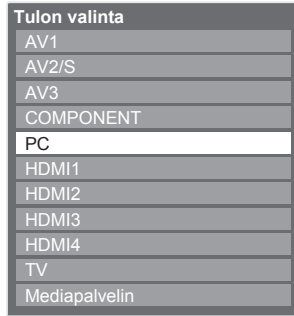 Tulon valinta
AV1
AV2/S
AV3
COMPONENT
PC
HDMI1
HDMI2
HDMI3
HDMI4
TV
Mediapalvelin